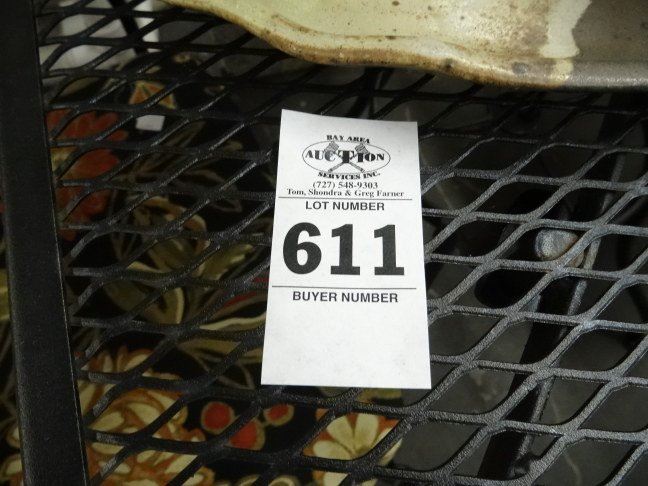 BAY AREA
AUCTION
SERVICES INC.
(727) 548-9303
Tom, Shondra & Greg Farner
LOT NUMBER
611
BUYER NUMBER